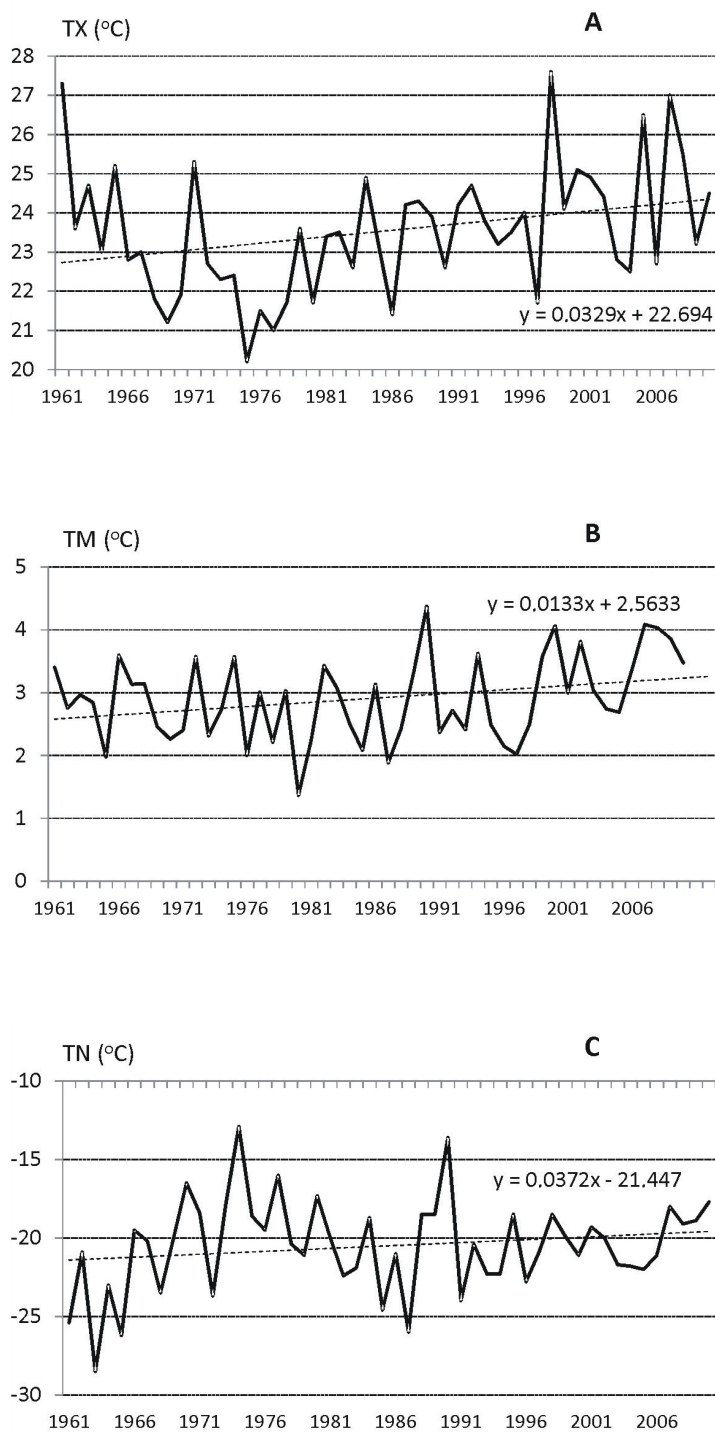 TX (°C)
A
28
27
26
25
24
23
22
21
20
y = 0.0329x + 22.694
1961 1966 1971 1976 1981 1986 1991 1996 2001 2006
TM (°C)
B
5
4
3
2
1
0
y = 0.0133x + 2.5633
1961 1966 1971 1976 1981 1986 1991 1996 2001 2006
TN (°C)
C
-10
-15
-20
-25
-30
y = 0.0372x - 21.447
1961 1966 1971 1976 1981 1986 1991 1996 2001 2006